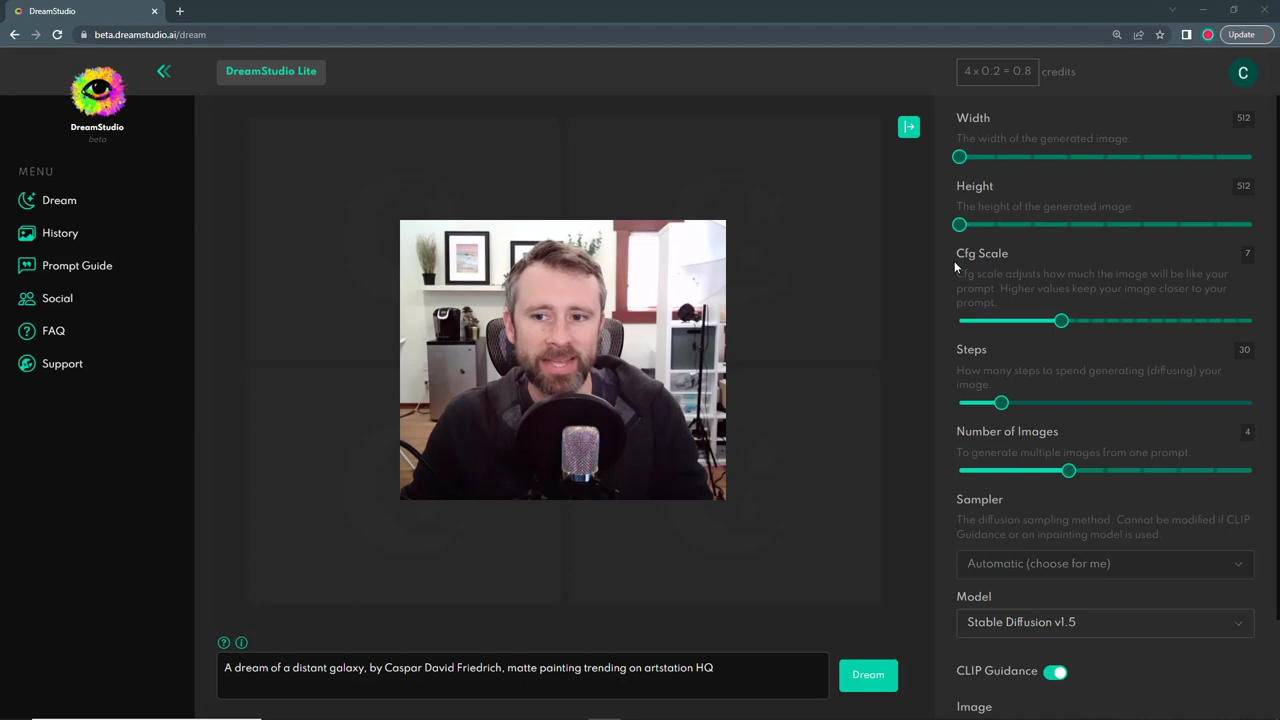 DreamStudio
beta.dreamstudio.ai/dream
Update
DreamStudio
beta
MENU
Dream
History
Prompt Guide
Social
FAQ
Support
DreamStudio Lite
4 x 0.2 = 0.8 credits
C
Width 512
The width of the generated image.
Height 512
The height of the generated image.
Cfg Scale 7
Cfg scale adjusts how much the image will be like your
prompt. Higher values keep your image closer to your
prompt.
Steps 30
How many steps to spend generating (diffusing) your
image.
Number of Images 4
To generate multiple images from one prompt.
Sampler
The diffusion sampling method. Cannot be modified if CLIP
Guidance or an inpainting model is used.
Automatic (choose for me)
Model
Stable Diffusion v1.5
CLIP Guidance
Image
A dream of a distant galaxy, by Caspar David Friedrich, matte painting trending on artstation HQ
Dream